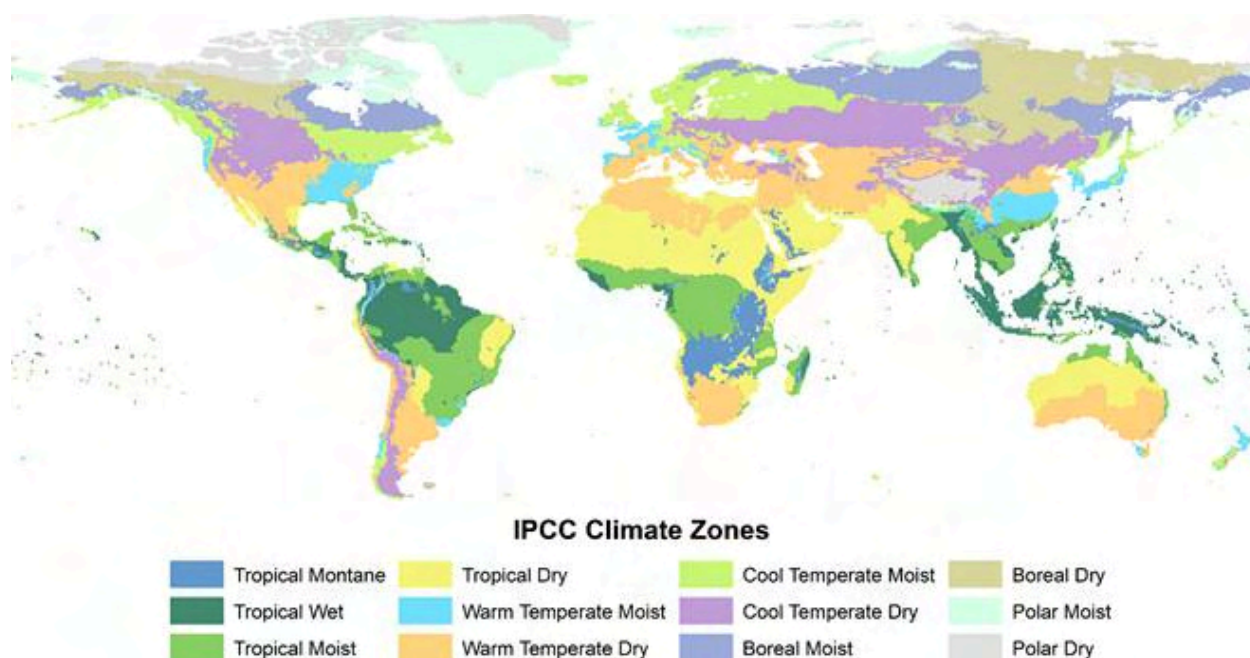 IPCC Climate Zones
Tropical Montane Tropical Dry Cool Temperate Moist Boreal Dry
Tropical Wet Warm Temperate Moist Cool Temperate Dry Polar Moist
Tropical Moist Warm Temperate Dry Boreal Moist Polar Dry